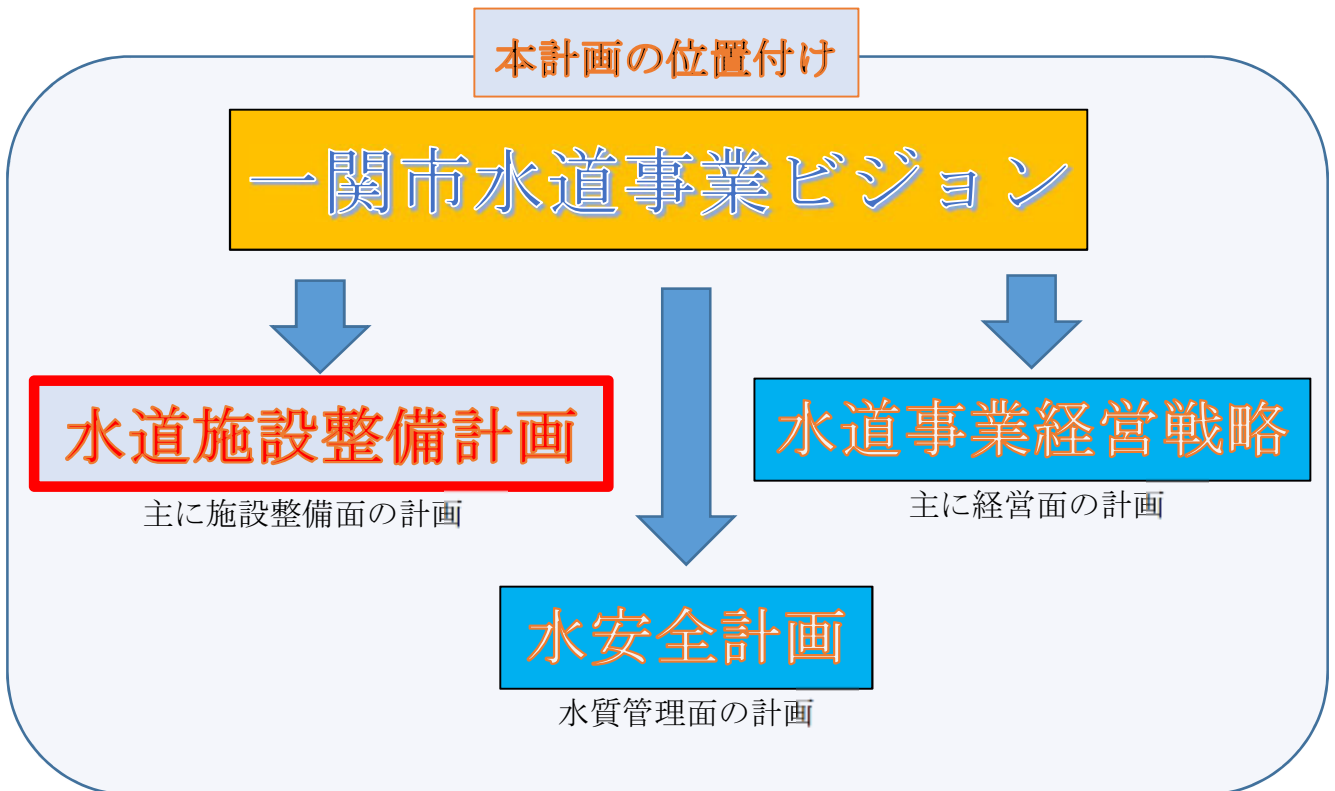 本計画の位置付け
一関市水道事業ビジョン
水道施設整備計画
主に施設整備面の計画
水道事業経営戦略
主に経営面の計画
水安全計画
水質管理面の計画